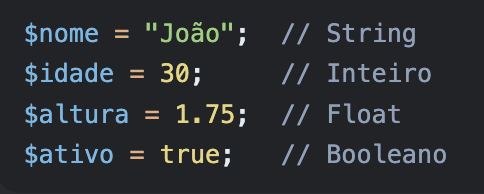 $nome = "João";  // String
$idade = 30;     // Inteiro
$altura = 1.75;  // Float
$ativo = true;   // Booleano